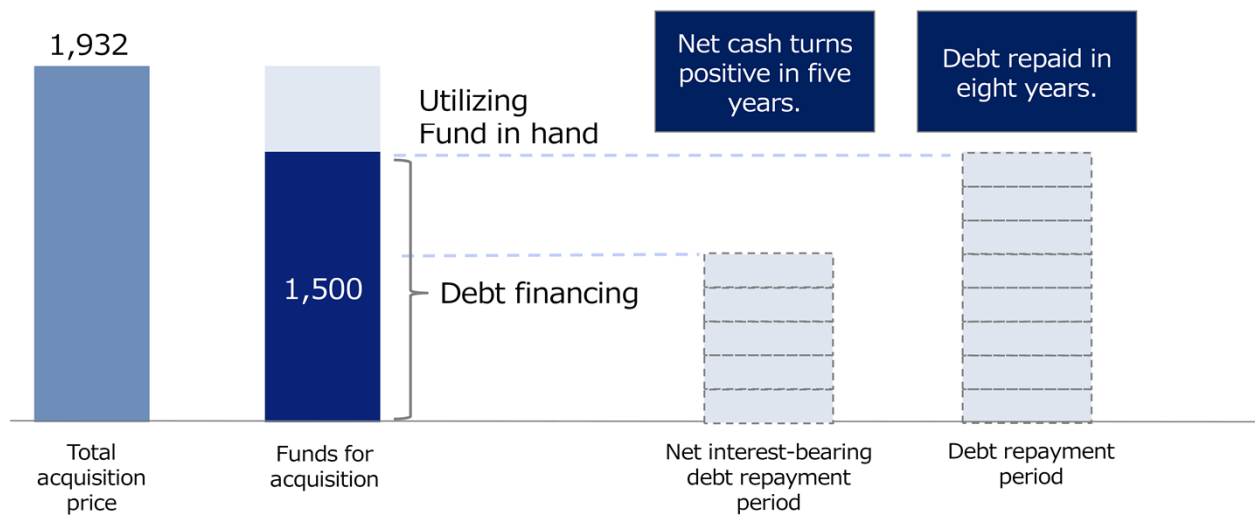 1,932
Net cash turns
positive in five
years.
Debt repaid in
eight years.
Utilizing
Fund in hand
1,500
Debt financing
Total
acquisition
price
Funds for
acquisition
Net interest-bearing
debt repayment
period
Debt repayment
period